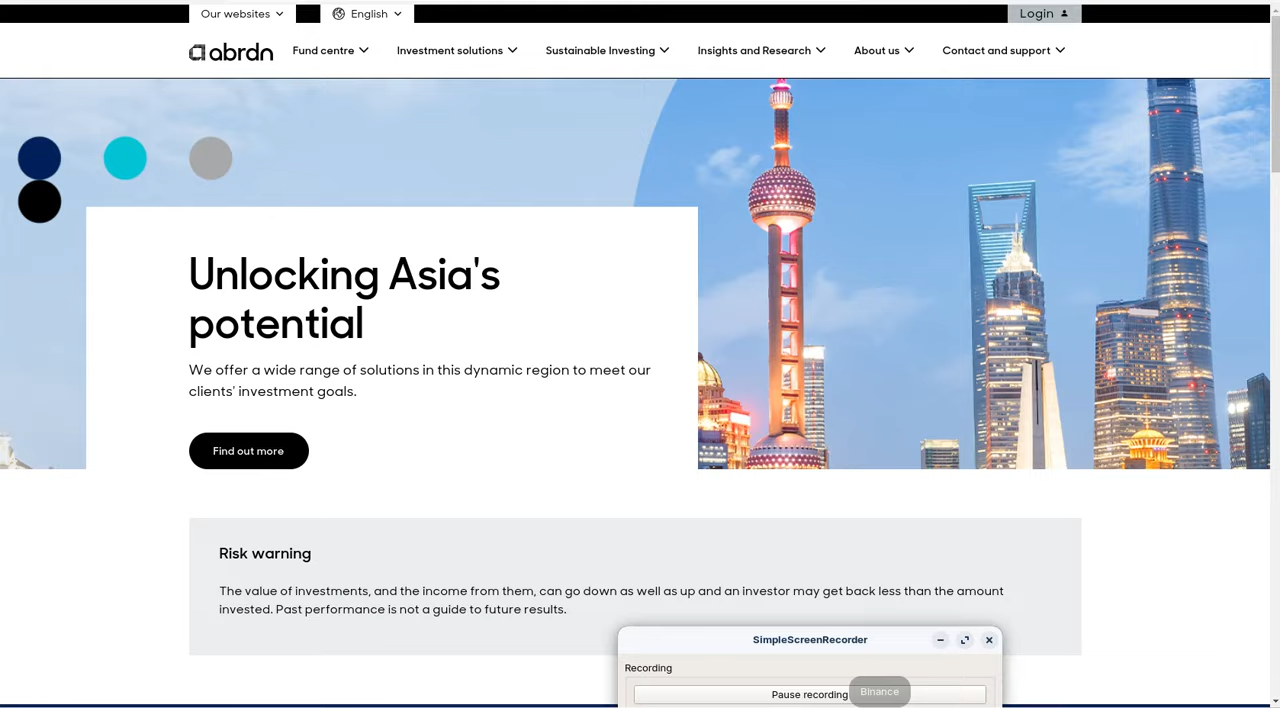 Our websites
English
Login
abrdn
Fund centre
Investment solutions
Sustainable Investing
Insights and Research
About us
Contact and support
Unlocking Asia's
potential
We offer a wide range of solutions in this dynamic region to meet our
clients' investment goals.
Find out more
Risk warning
The value of investments, and the income from them, can go down as well as up and an investor may get back less than the amount
invested. Past performance is not a guide to future results.
SimpleScreenRecorder
Recording
Pause recording
Binance